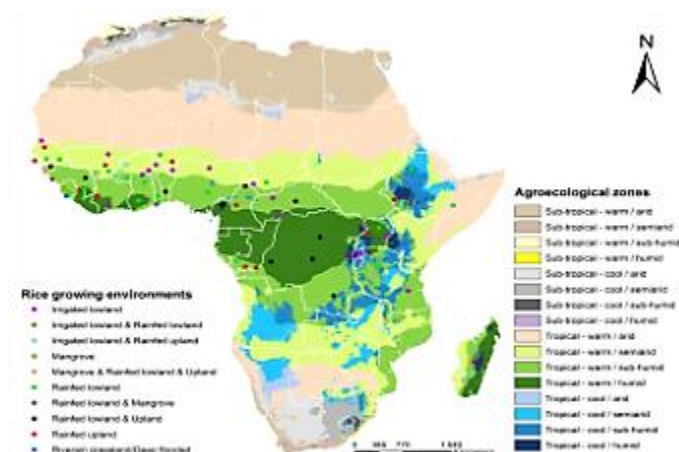 N
Agroecological zones
Sub-tropical - warm / arid
Sub-tropical - warm / semiarid
Sub-tropical - warm / sub-humid
Sub-tropical - warm / humid
Sub-tropical - cool / arid
Sub-tropical - cool / semiarid
Sub-tropical - cool / sub-humid
Sub-tropical - cool / humid
Tropical - warm / arid
Tropical - warm / semiarid
Tropical - warm / sub-humid
Tropical - warm / humid
Tropical - cool / arid
Tropical - cool / semiarid
Tropical - cool / sub-humid
Tropical - cool / humid
Rice growing environments
Irrigated lowland
Irrigated lowland & Rainfed lowland
Irrigated lowland & Rainfed upland
Mangrove
Mangrove & Rainfed lowland & Upland
Rainfed lowland
Rainfed lowland & Mangrove
Rainfed lowland & Upland
Rainfed upland
0 385 770